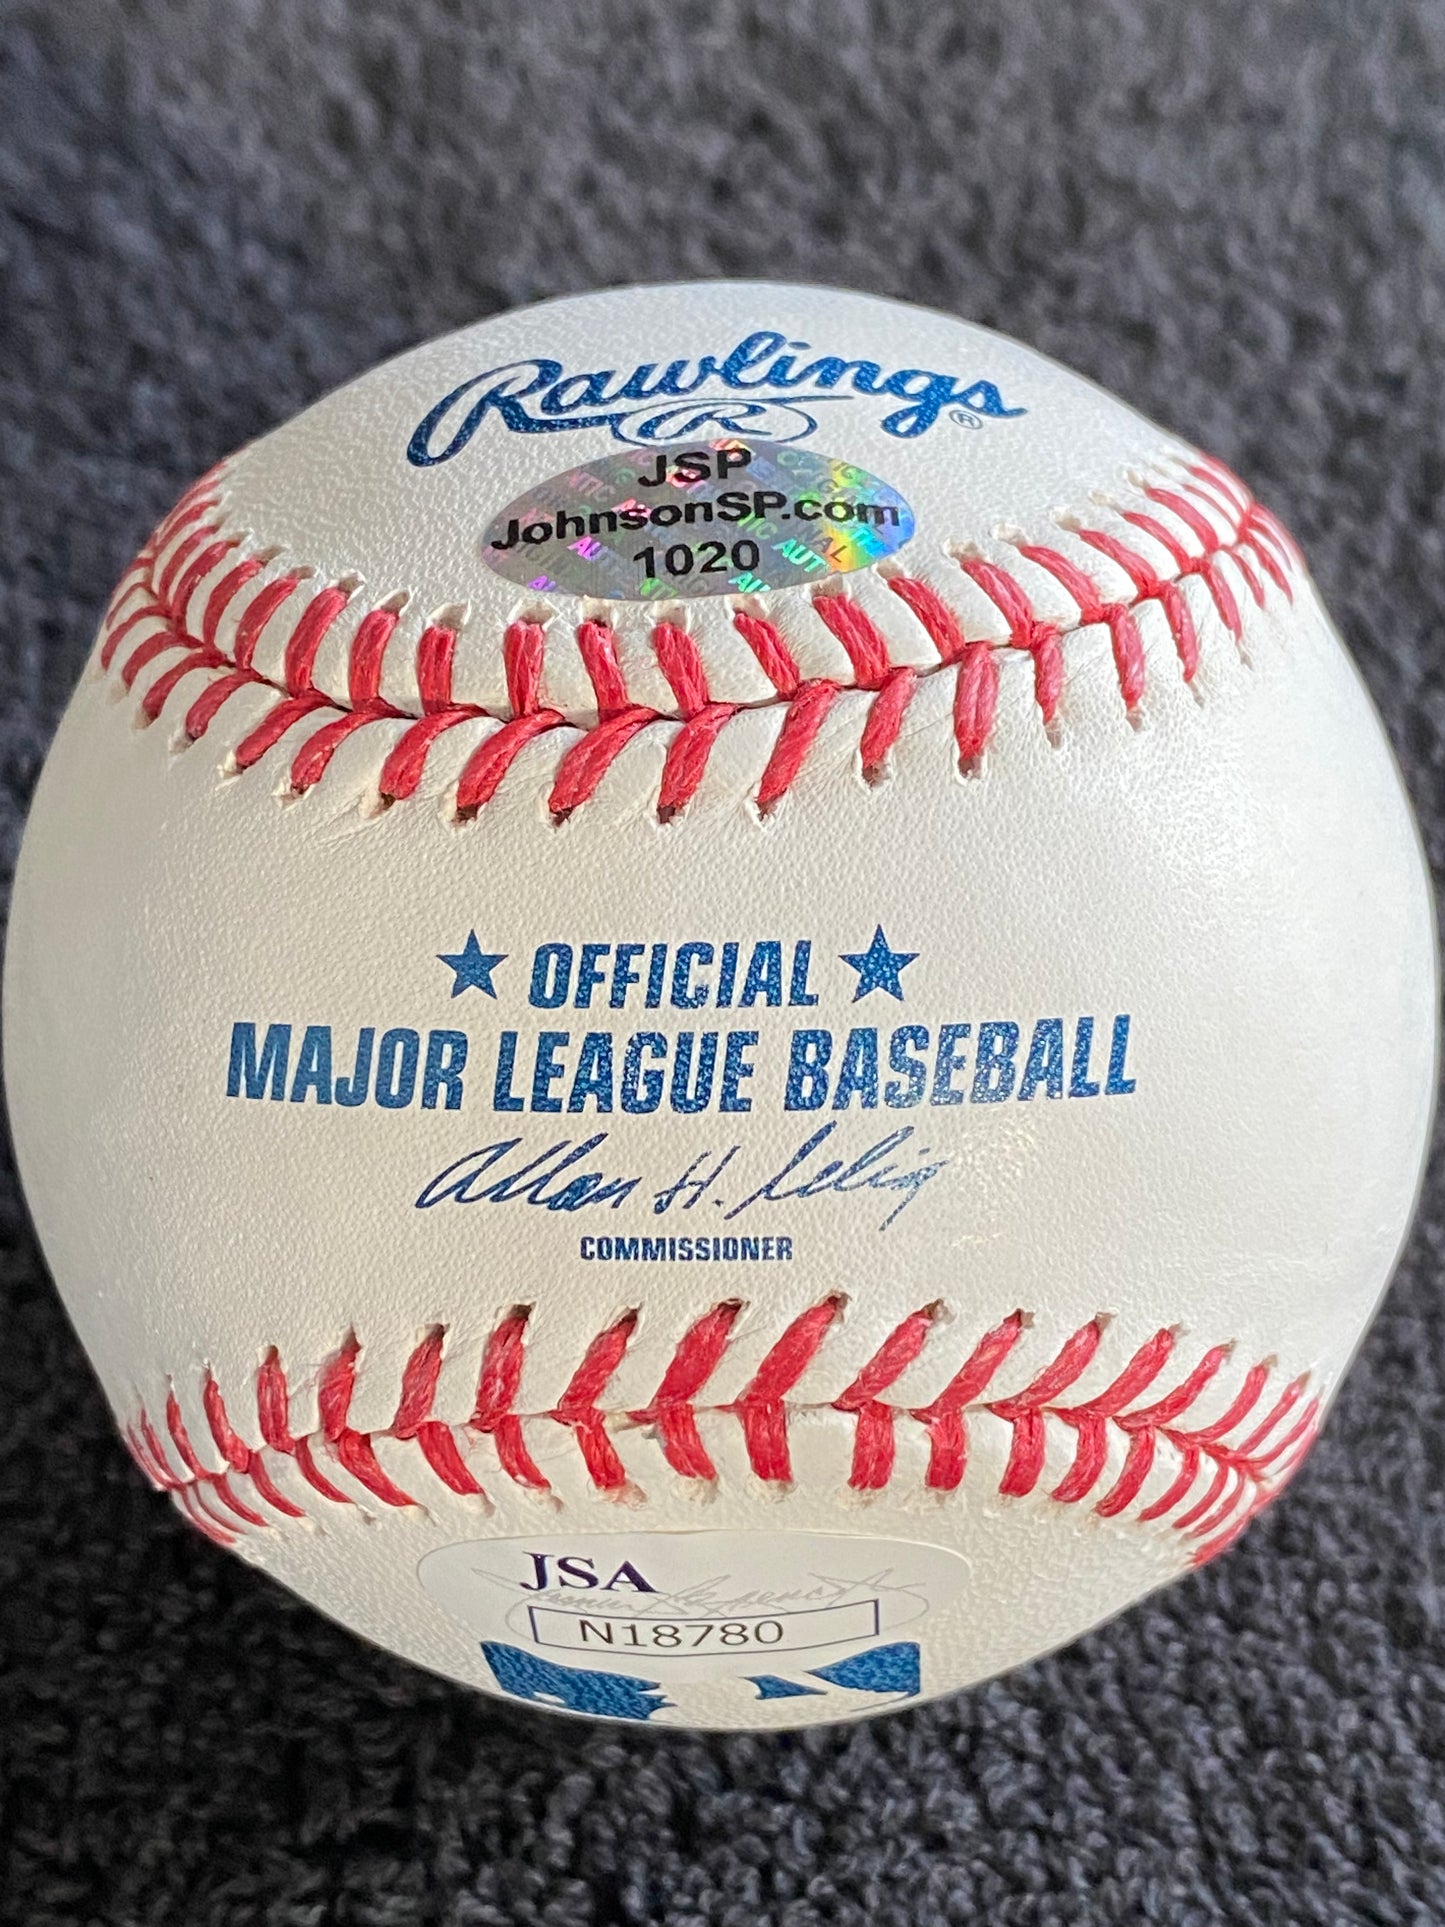 Rawlings ®
R
JSP
JohnsonSP.com
1020
★ OFFICIAL ★
MAJOR LEAGUE BASEBALL
Allan H. Selig
COMMISSIONER
JSA
N18780